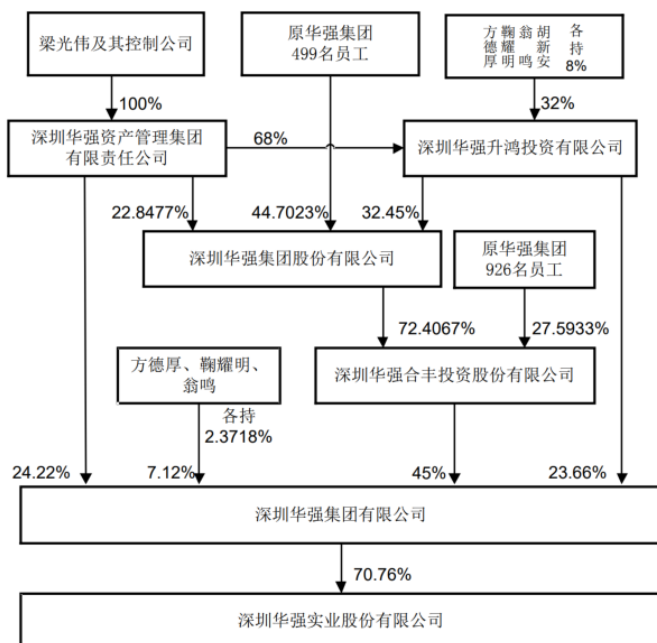 梁光伟及其控制公司
原华强集团
499名员工
方德厚
鞠耀明
翁鸣
胡新安
各持
8%
100%
32%
深圳华强资产管理集团
有限责任公司
68%
深圳华强升鸿投资有限公司
22.8477%
44.7023%
32.45%
深圳华强集团股份有限公司
原华强集团
926名员工
72.4067%
27.5933%
方德厚、鞠耀明、
翁鸣
深圳华强合丰投资股份有限公司
各持
2.3718%
24.22%
7.12%
45%
23.66%
深圳华强集团有限公司
70.76%
深圳华强实业股份有限公司